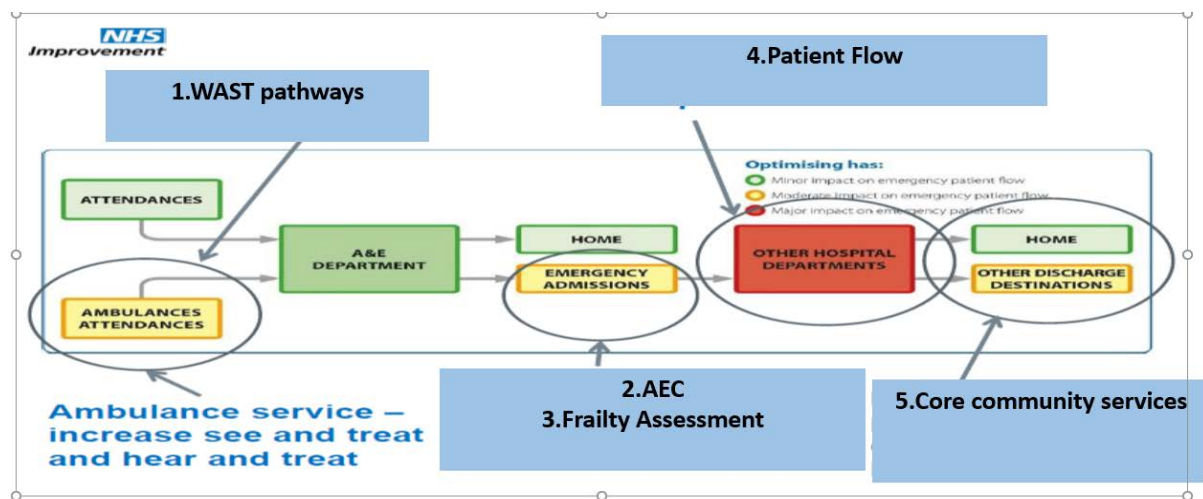 NHS
Improvement
4.Patient Flow
1.WAST pathways
Optimising has:
Minor impact on emergency patient flow
Moderate impact on emergency patient flow
Major impact on emergency patient flow
ATTENDANCES
A&E
DEPARTMENT
HOME
EMERGENCY
ADMISSIONS
OTHER HOSPITAL
DEPARTMENTS
HOME
OTHER DISCHARGE
DESTINATIONS
AMBULANCES
ATTENDANCES
Ambulance service –
increase see and treat
and hear and treat
2.AEC
3.Frailty Assessment
5.Core community services